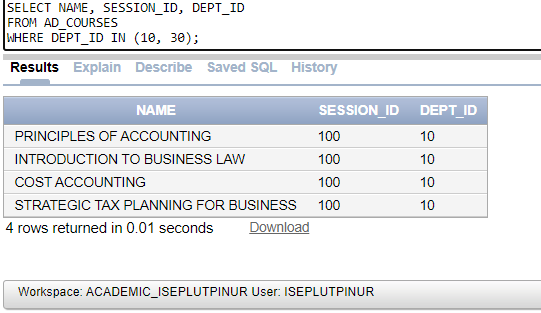 SELECT NAME, SESSION_ID, DEPT_ID
FROM AD_COURSES
WHERE DEPT_ID IN (10, 30);
Results Explain Describe Saved SQL History
NAME SESSION_ID DEPT_ID
PRINCIPLES OF ACCOUNTING 100 10
INTRODUCTION TO BUSINESS LAW 100 10
COST ACCOUNTING 100 10
STRATEGIC TAX PLANNING FOR BUSINESS 100 10
4 rows returned in 0.01 seconds Download
Workspace: ACADEMIC_ISEPLUTPINUR User: ISEPLUTPINUR